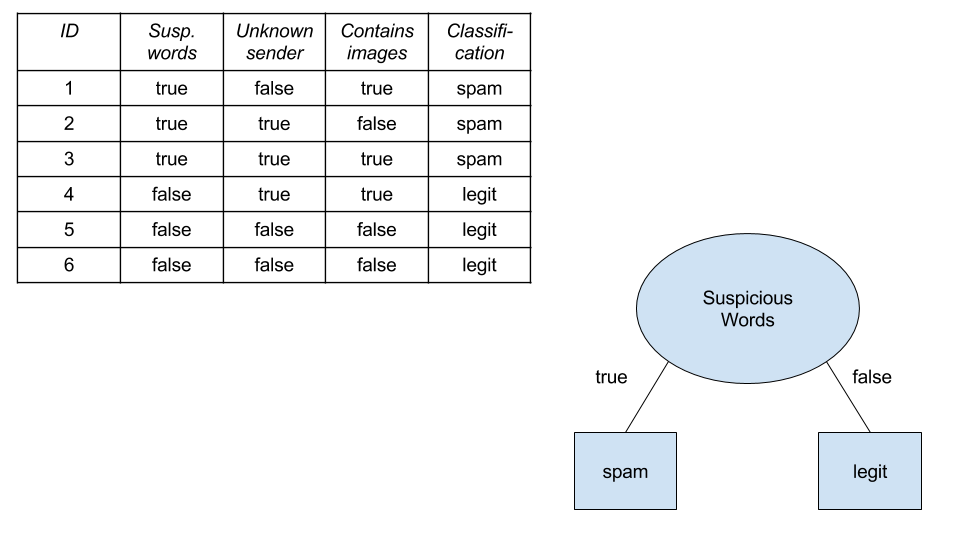 ID Susp. words Unknown sender Contains images Classifi-cation
1 true false true spam
2 true true false spam
3 true true true spam
4 false true true legit
5 false false false legit
6 false false false legit
Suspicious
Words
true false
spam legit